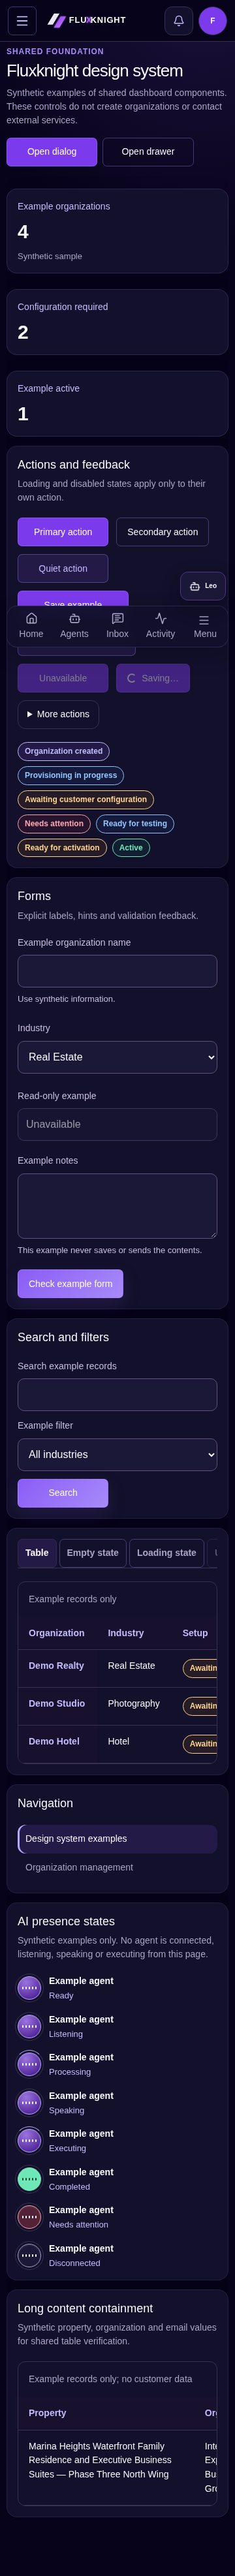 FLUXKNIGHT
F
SHARED FOUNDATION
Fluxknight design system
Synthetic examples of shared dashboard components.
These controls do not create organizations or contact
external services.
Open dialog
Open drawer
Example organizations
4
Synthetic sample
Configuration required
2
Example active
1
Actions and feedback
Loading and disabled states apply only to their
own action.
Primary action
Secondary action
Quiet action
Leo
Save example
Home
Agents
Inbox
Activity
Menu
Unavailable
Saving…
More actions
Organization created
Provisioning in progress
Awaiting customer configuration
Needs attention
Ready for testing
Ready for activation
Active
Forms
Explicit labels, hints and validation feedback.
Example organization name
Use synthetic information.
Industry
Real Estate
Read-only example
Unavailable
Example notes
This example never saves or sends the contents.
Check example form
Search and filters
Search example records
Example filter
All industries
Search
Table
Empty state
Loading state
Example records only
Organization
Industry
Setup
Demo Realty
Real Estate
Demo Studio
Photography
Demo Hotel
Hotel
Navigation
Design system examples
Organization management
AI presence states
Synthetic examples only. No agent is connected,
listening, speaking or executing from this page.
Example agent
Ready
Example agent
Listening
Example agent
Processing
Example agent
Speaking
Example agent
Executing
Example agent
Completed
Example agent
Needs attention
Example agent
Disconnected
Long content containment
Synthetic property, organization and email values
for shared table verification.
Example records only; no customer data
Property
Marina Heights Waterfront Family
Residence and Executive Business
Suites — Phase Three North Wing